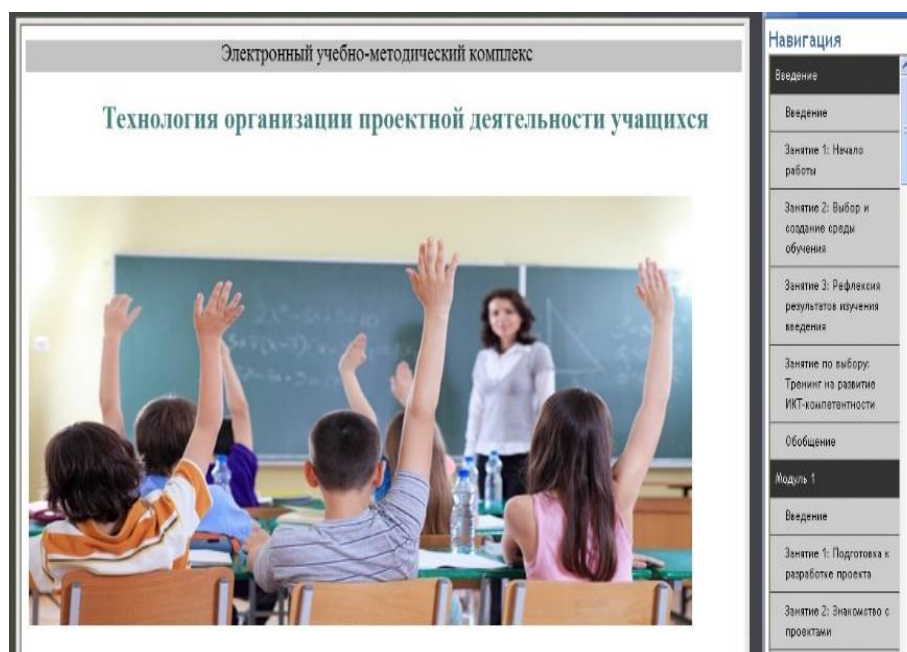 Электронный учебно-методический комплекс
Технология организации проектной деятельности учащихся
Навигация
Введение
Введение
Занятие 1: Начало
работы
Занятие 2: Выбор и
создание среды
обучения
Занятие 3: Рефлексия
результатов изучения
введения
Занятие по выбору:
Тренинг на развитие
ИКТ-компетентности
Обобщение
Модуль 1
Введение
Занятие 1: Подготовка к
разработке проекта
Занятие 2: Знакомство с
проектами